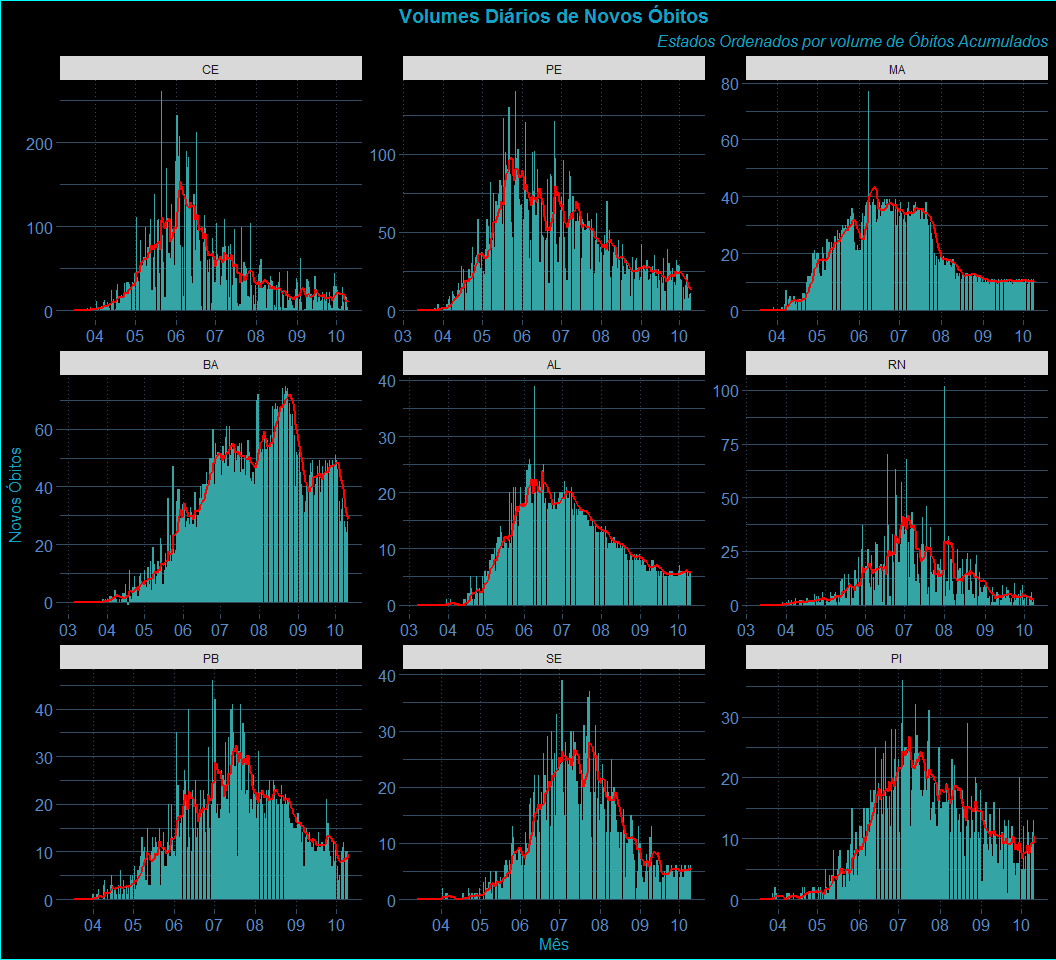 Volumes Diários de Novos Óbitos
Estados Ordenados por volume de Óbitos Acumulados
CE
PE
MA
200
100
0
04 05 06 07 08 09 10
100
50
0
03 04 05 06 07 08 09 10
80
60
40
20
0
04 05 06 07 08 09 10
BA
AL
RN
60
40
20
0
03 04 05 06 07 08 09 10
40
30
20
10
0
03 04 05 06 07 08 09 10
100
75
50
25
0
03 04 05 06 07 08 09 10
PB
SE
PI
40
30
20
10
0
04 05 06 07 08 09 10
40
30
20
10
0
04 05 06 07 08 09 10
30
20
10
0
04 05 06 07 08 09 10
Novos Óbitos
Mês